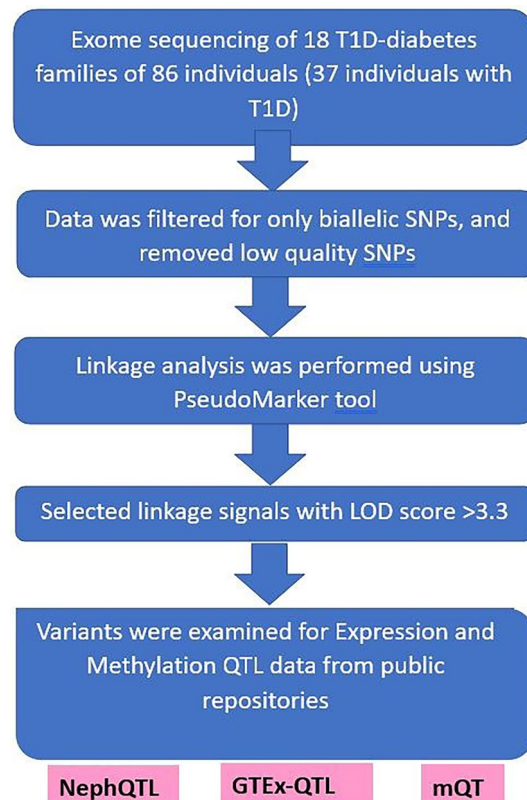 Exome sequencing of 18 T1D-diabetes
families of 86 individuals (37 individuals with
T1D)
Data was filtered for only biallelic SNPs, and
removed low quality SNPs
Linkage analysis was performed using
PseudoMarker tool
Selected linkage signals with LOD score >3.3
Variants were examined for Expression and
Methylation QTL data from public
repositories
NephQTL GTEx-QTL mQT